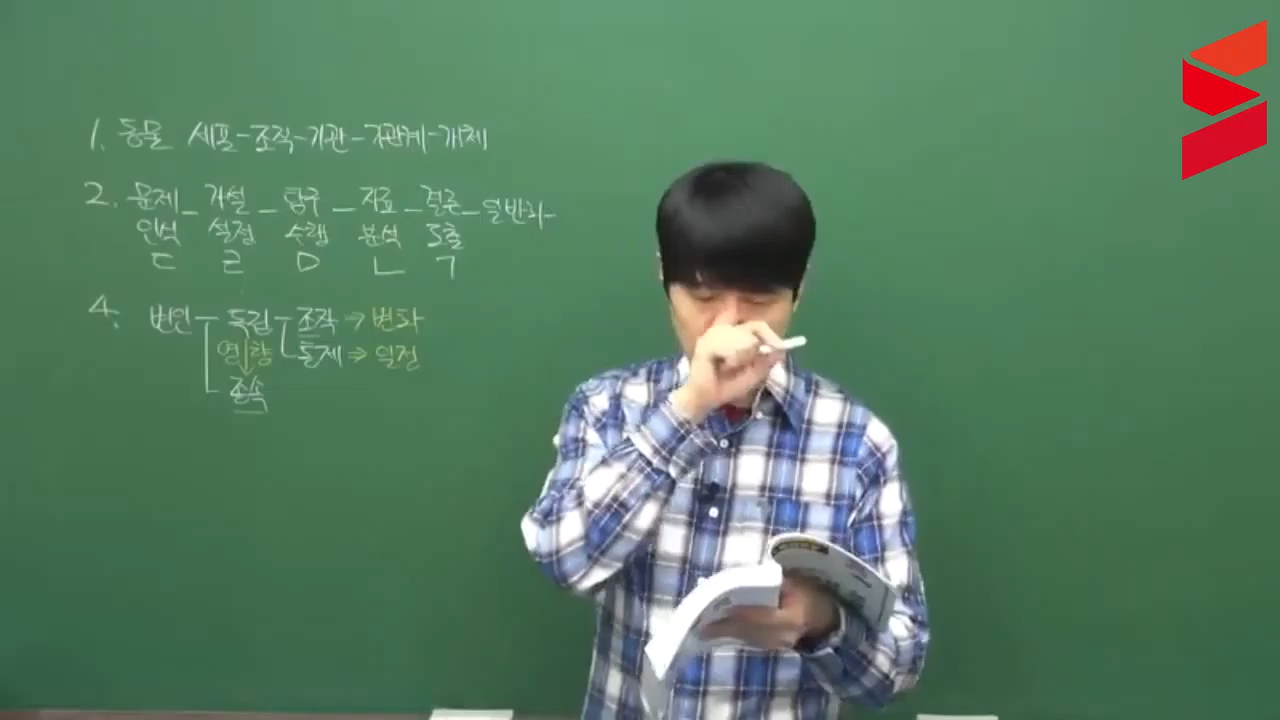 1. 동물 세포-조직-기관-기관계-개체
2. 문제 - 가설 - 탐구 - 자료 - 결론 - 일반화
인식 설정 수행 분석 도출
ㄷ ㄹ ㅁ ㄴ ㄱ
4. 변인 독립 조작 → 변화
영향 통제 ⇒ 일정
종속